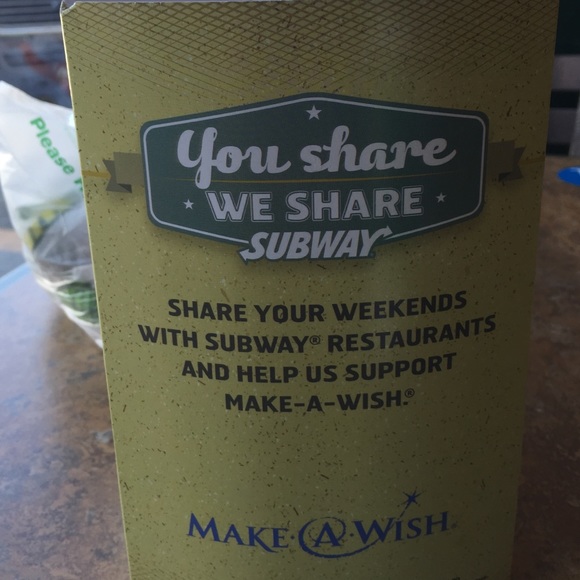 You share
WE SHARE
SUBWAY
SHARE YOUR WEEKENDS
WITH SUBWAY® RESTAURANTS
AND HELP US SUPPORT
MAKE-A-WISH.®
MAKE·A·WISH®
Please